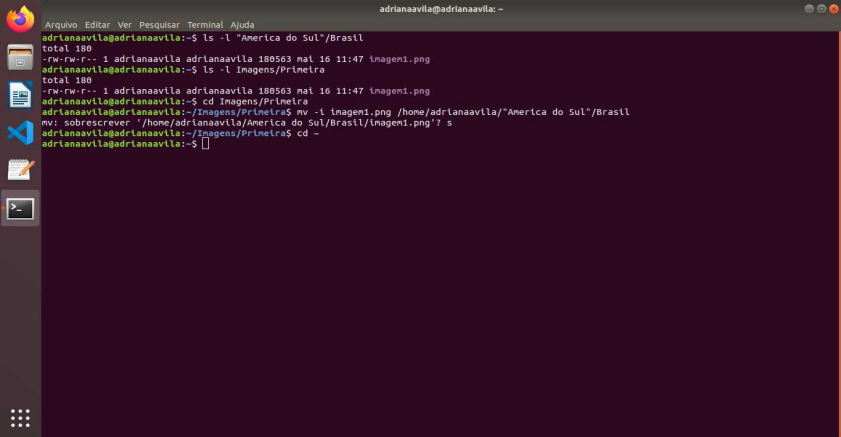 adrianaavila@adrianaavila: ~
Arquivo Editar Ver Pesquisar Terminal Ajuda
adrianaavila@adrianaavila:~$ ls -l "America do Sul"/Brasil
total 180
-rw-rw-r-- 1 adrianaavila adrianaavila 180563 mai 16 11:47 imagem1.png
adrianaavila@adrianaavila:~$ ls -l Imagens/Primeira
total 180
-rw-rw-r-- 1 adrianaavila adrianaavila 180563 mai 16 11:47 imagem1.png
adrianaavila@adrianaavila:~$ cd Imagens/Primeira
adrianaavila@adrianaavila:~/Imagens/Primeira$ mv -i imagem1.png /home/adrianaavila/"America do Sul"/Brasil
mv: sobrescrever '/home/adrianaavila/America do Sul/Brasil/imagem1.png'? s
adrianaavila@adrianaavila:~/Imagens/Primeira$ cd ~
adrianaavila@adrianaavila:~$